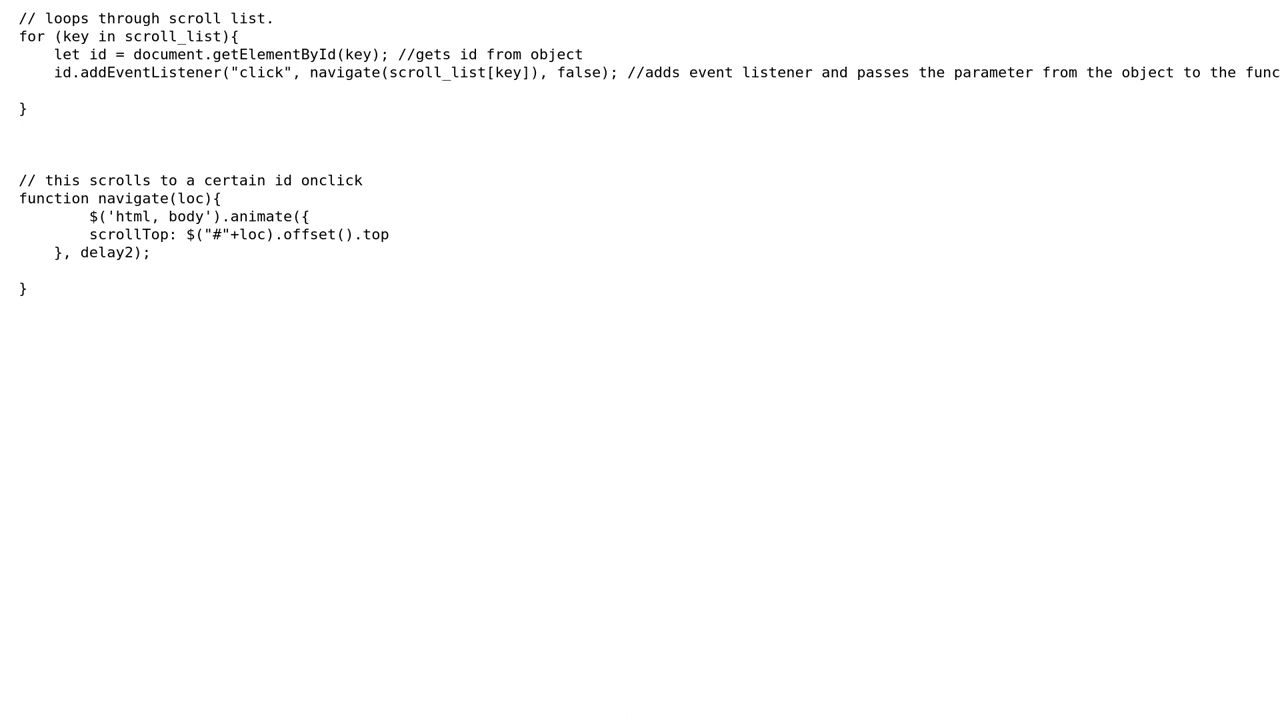 // loops through scroll list.
for (key in scroll_list){
    let id = document.getElementById(key); //gets id from object
    id.addEventListener("click", navigate(scroll_list[key]), false); //adds event listener and passes the parameter from the object to the func
}
// this scrolls to a certain id onclick
function navigate(loc){
        $('html, body').animate({
        scrollTop: $("#"+loc).offset().top
    }, delay2);
}